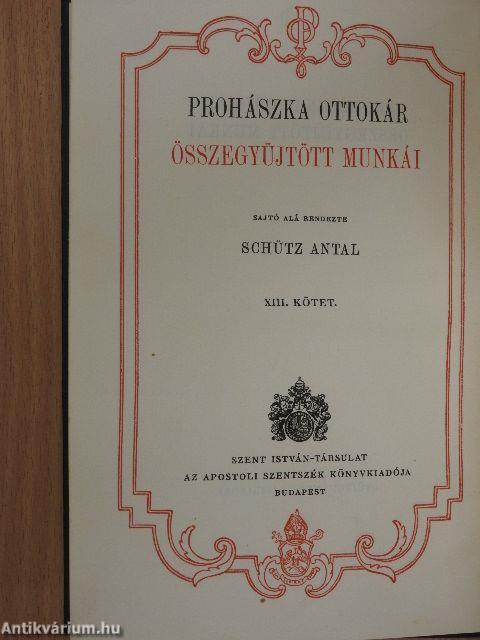 PROHÁSZKA OTTOKÁR
ÖSSZEGYŰJTÖTT MUNKÁI
SAJTÓ ALÁ RENDEZTE
SCHÜTZ ANTAL
XIII. KÖTET.
SZENT ISTVÁN-TÁRSULAT
AZ APOSTOLI SZENTSZÉK KÖNYVKIADÓJA
BUDAPEST
Antikvárium.hu